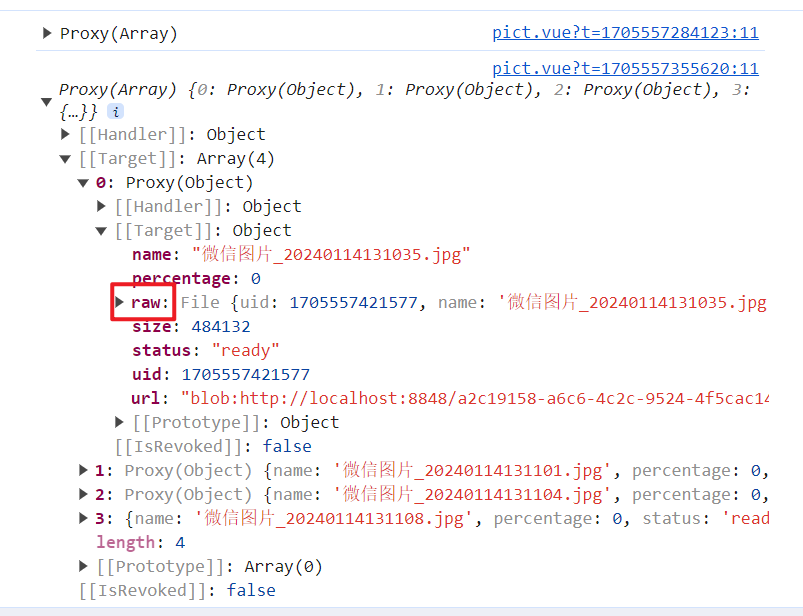 Proxy(Array)
pict.vue?t=1705557284123:11
pict.vue?t=1705557355620:11
Proxy(Array) {0: Proxy(Object), 1: Proxy(Object), 2: Proxy(Object), 3:
{…}} i
[[Handler]]: Object
[[Target]]: Array(4)
0: Proxy(Object)
[[Handler]]: Object
[[Target]]: Object
name: "微信图片_20240114131035.jpg"
percentage: 0
raw: File {uid: 1705557421577, name: '微信图片_20240114131035.jpg
size: 484132
status: "ready"
uid: 1705557421577
url: "blob:http://localhost:8848/a2c19158-a6c6-4c2c-9524-4f5cac14
[[Prototype]]: Object
[[IsRevoked]]: false
1: Proxy(Object) {name: '微信图片_20240114131101.jpg', percentage: 0,
2: Proxy(Object) {name: '微信图片_20240114131104.jpg', percentage: 0,
3: {name: '微信图片_20240114131108.jpg', percentage: 0, status: 'read
length: 4
[[Prototype]]: Array(0)
[[IsRevoked]]: false